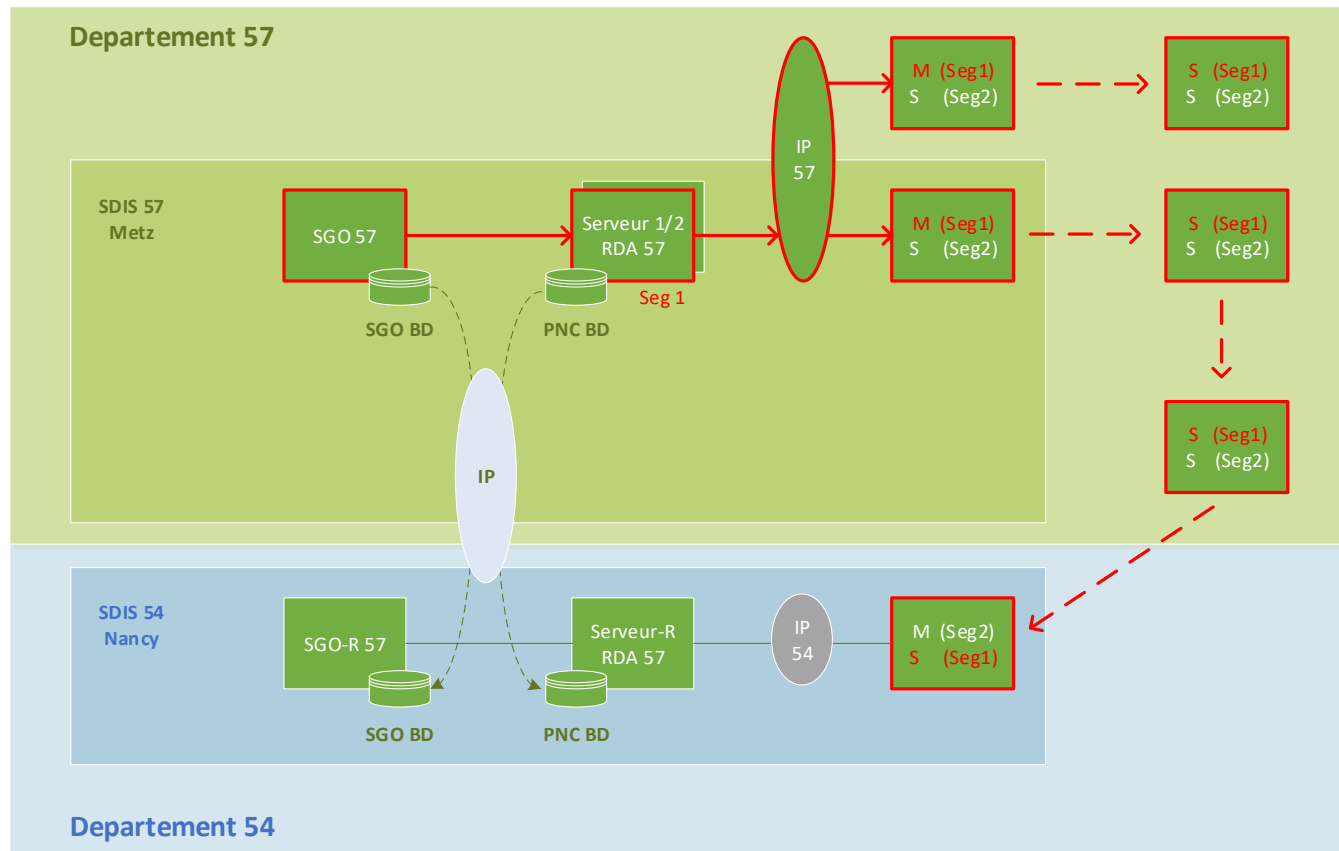 Departement 57
M (Seg1)
S (Seg2)
S (Seg1)
S (Seg2)
IP
57
SDIS 57
Metz
SGO 57
Serveur 1/2
RDA 57
M (Seg1)
S (Seg2)
S (Seg1)
S (Seg2)
Seg 1
SGO BD
PNC BD
S (Seg1)
S (Seg2)
IP
SDIS 54
Nancy
SGO-R 57
Serveur-R
RDA 57
IP
54
M (Seg2)
S (Seg1)
SGO BD
PNC BD
Departement 54